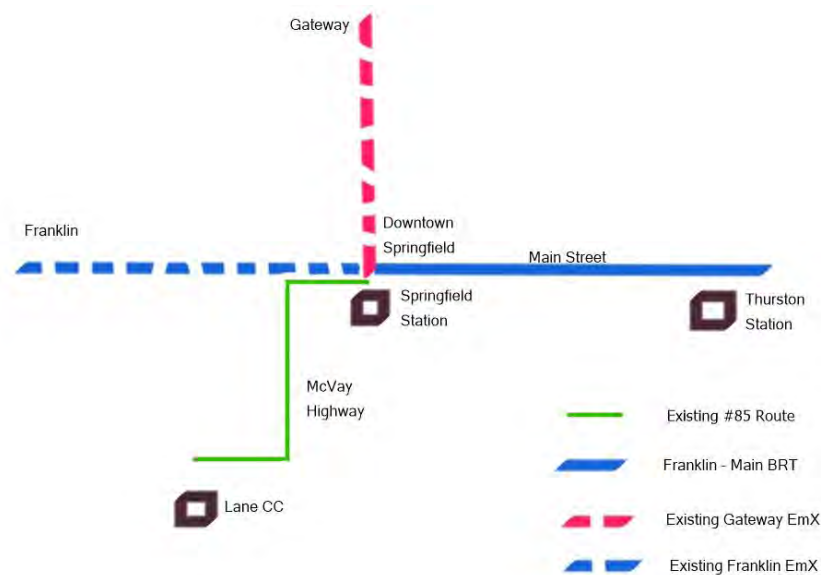 Gateway
Franklin
Downtown
Springfield
Main Street
Springfield
Station
Thurston
Station
McVay
Highway
Lane CC
Existing #85 Route
Franklin - Main BRT
Existing Gateway EmX
Existing Franklin EmX